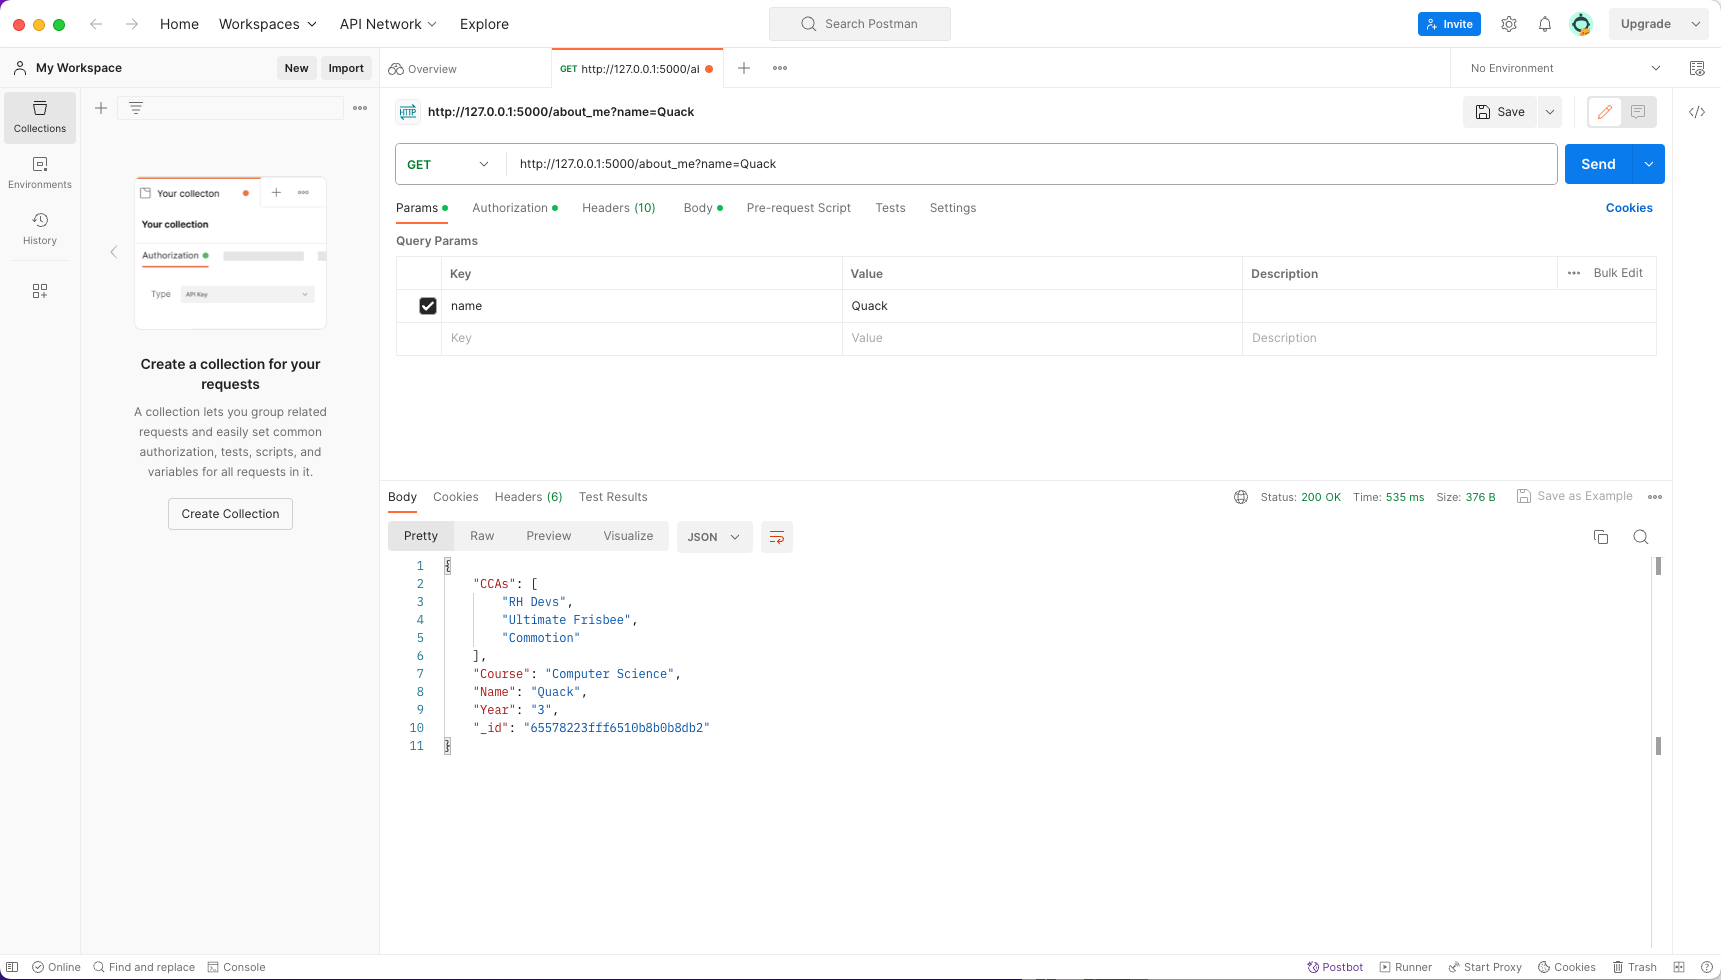 Home Workspaces API Network Explore Search Postman Invite Upgrade
My Workspace New Import Overview GET http://127.0.0.1:5000/al No Environment
Collections
Environments
History
Your collecton
Your collection
Authorization
Type API Key
Create a collection for your
requests
A collection lets you group related
requests and easily set common
authorization, tests, scripts, and
variables for all requests in it.
Create Collection
HTTP http://127.0.0.1:5000/about_me?name=Quack Save
GET http://127.0.0.1:5000/about_me?name=Quack Send
Params Authorization Headers (10) Body Pre-request Script Tests Settings Cookies
Query Params
Key Value Description Bulk Edit
name Quack
Key Value Description
Body Cookies Headers (6) Test Results Status: 200 OK Time: 535 ms Size: 376 B Save as Example
Pretty Raw Preview Visualize JSON
1 {
2 "CCAs": [
3 "RH Devs",
4 "Ultimate Frisbee",
5 "Commotion"
6 ],
7 "Course": "Computer Science",
8 "Name": "Quack",
9 "Year": "3",
10 "_id": "65578223fff6510b8b0b8db2"
11 }
Online Find and replace Console Postbot Runner Start Proxy Cookies Trash